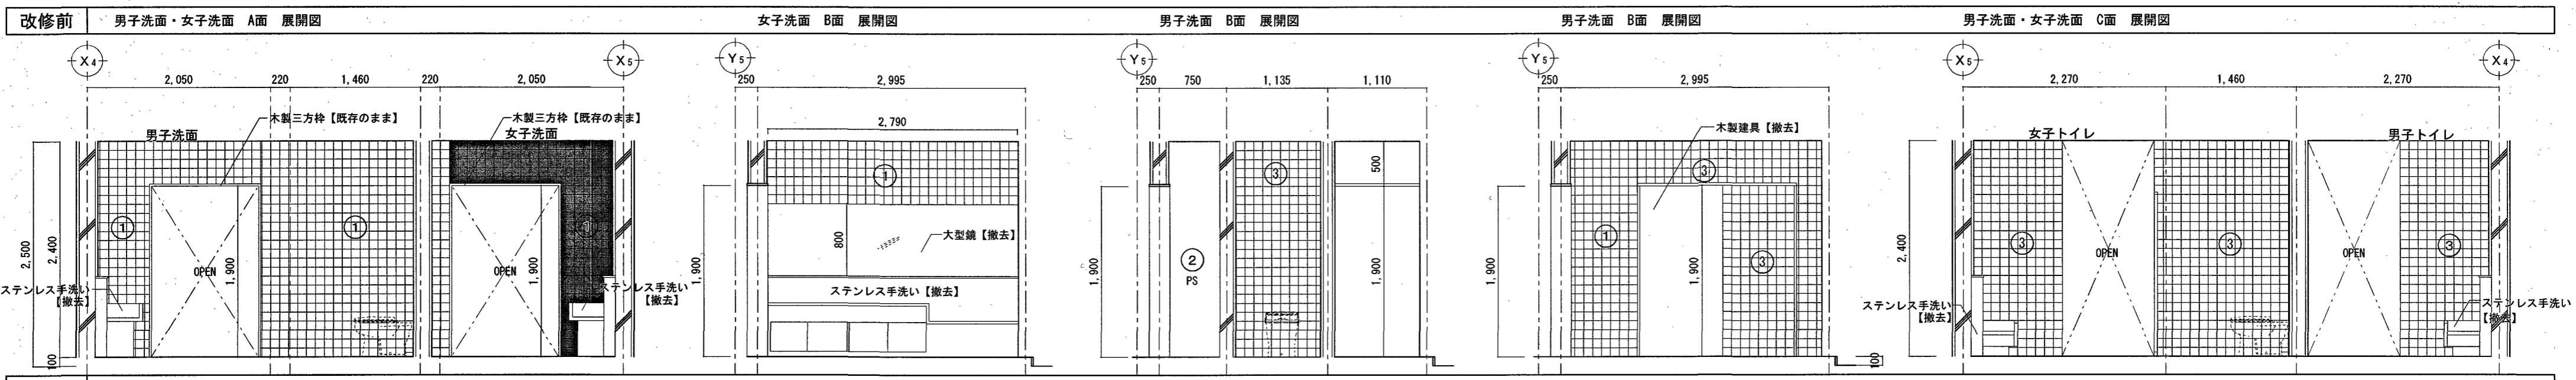 改修前
男子洗面・女子洗面 A面 展開図
女子洗面 B面 展開図
男子洗面 B面 展開図
男子洗面 B面 展開図
男子洗面・女子洗面 C面 展開図
X4
X5
2,050
220
1,460
220
2,050
木製三方枠【既存のまま】
木製三方枠【既存のまま】
男子洗面
女子洗面
2,500
2,400
100
①
①
OPEN
1,900
OPEN
1,900
ステンレス手洗い
【撤去】
ステンレス手洗い
【撤去】
Y5
250
2,995
2,790
①
1,900
800
大型鏡【撤去】
ステンレス手洗い【撤去】
Y5
250
750
1,135
1,110
1,900
②
PS
③
500
1,900
Y5
250
2,995
木製建具【撤去】
③
①
1,900
1,900
③
100
X5
X4
2,270
1,460
2,270
女子トイレ
男子トイレ
2,400
③
OPEN
③
OPEN
③
ステンレス手洗い
【撤去】
ステンレス手洗い
【撤去】